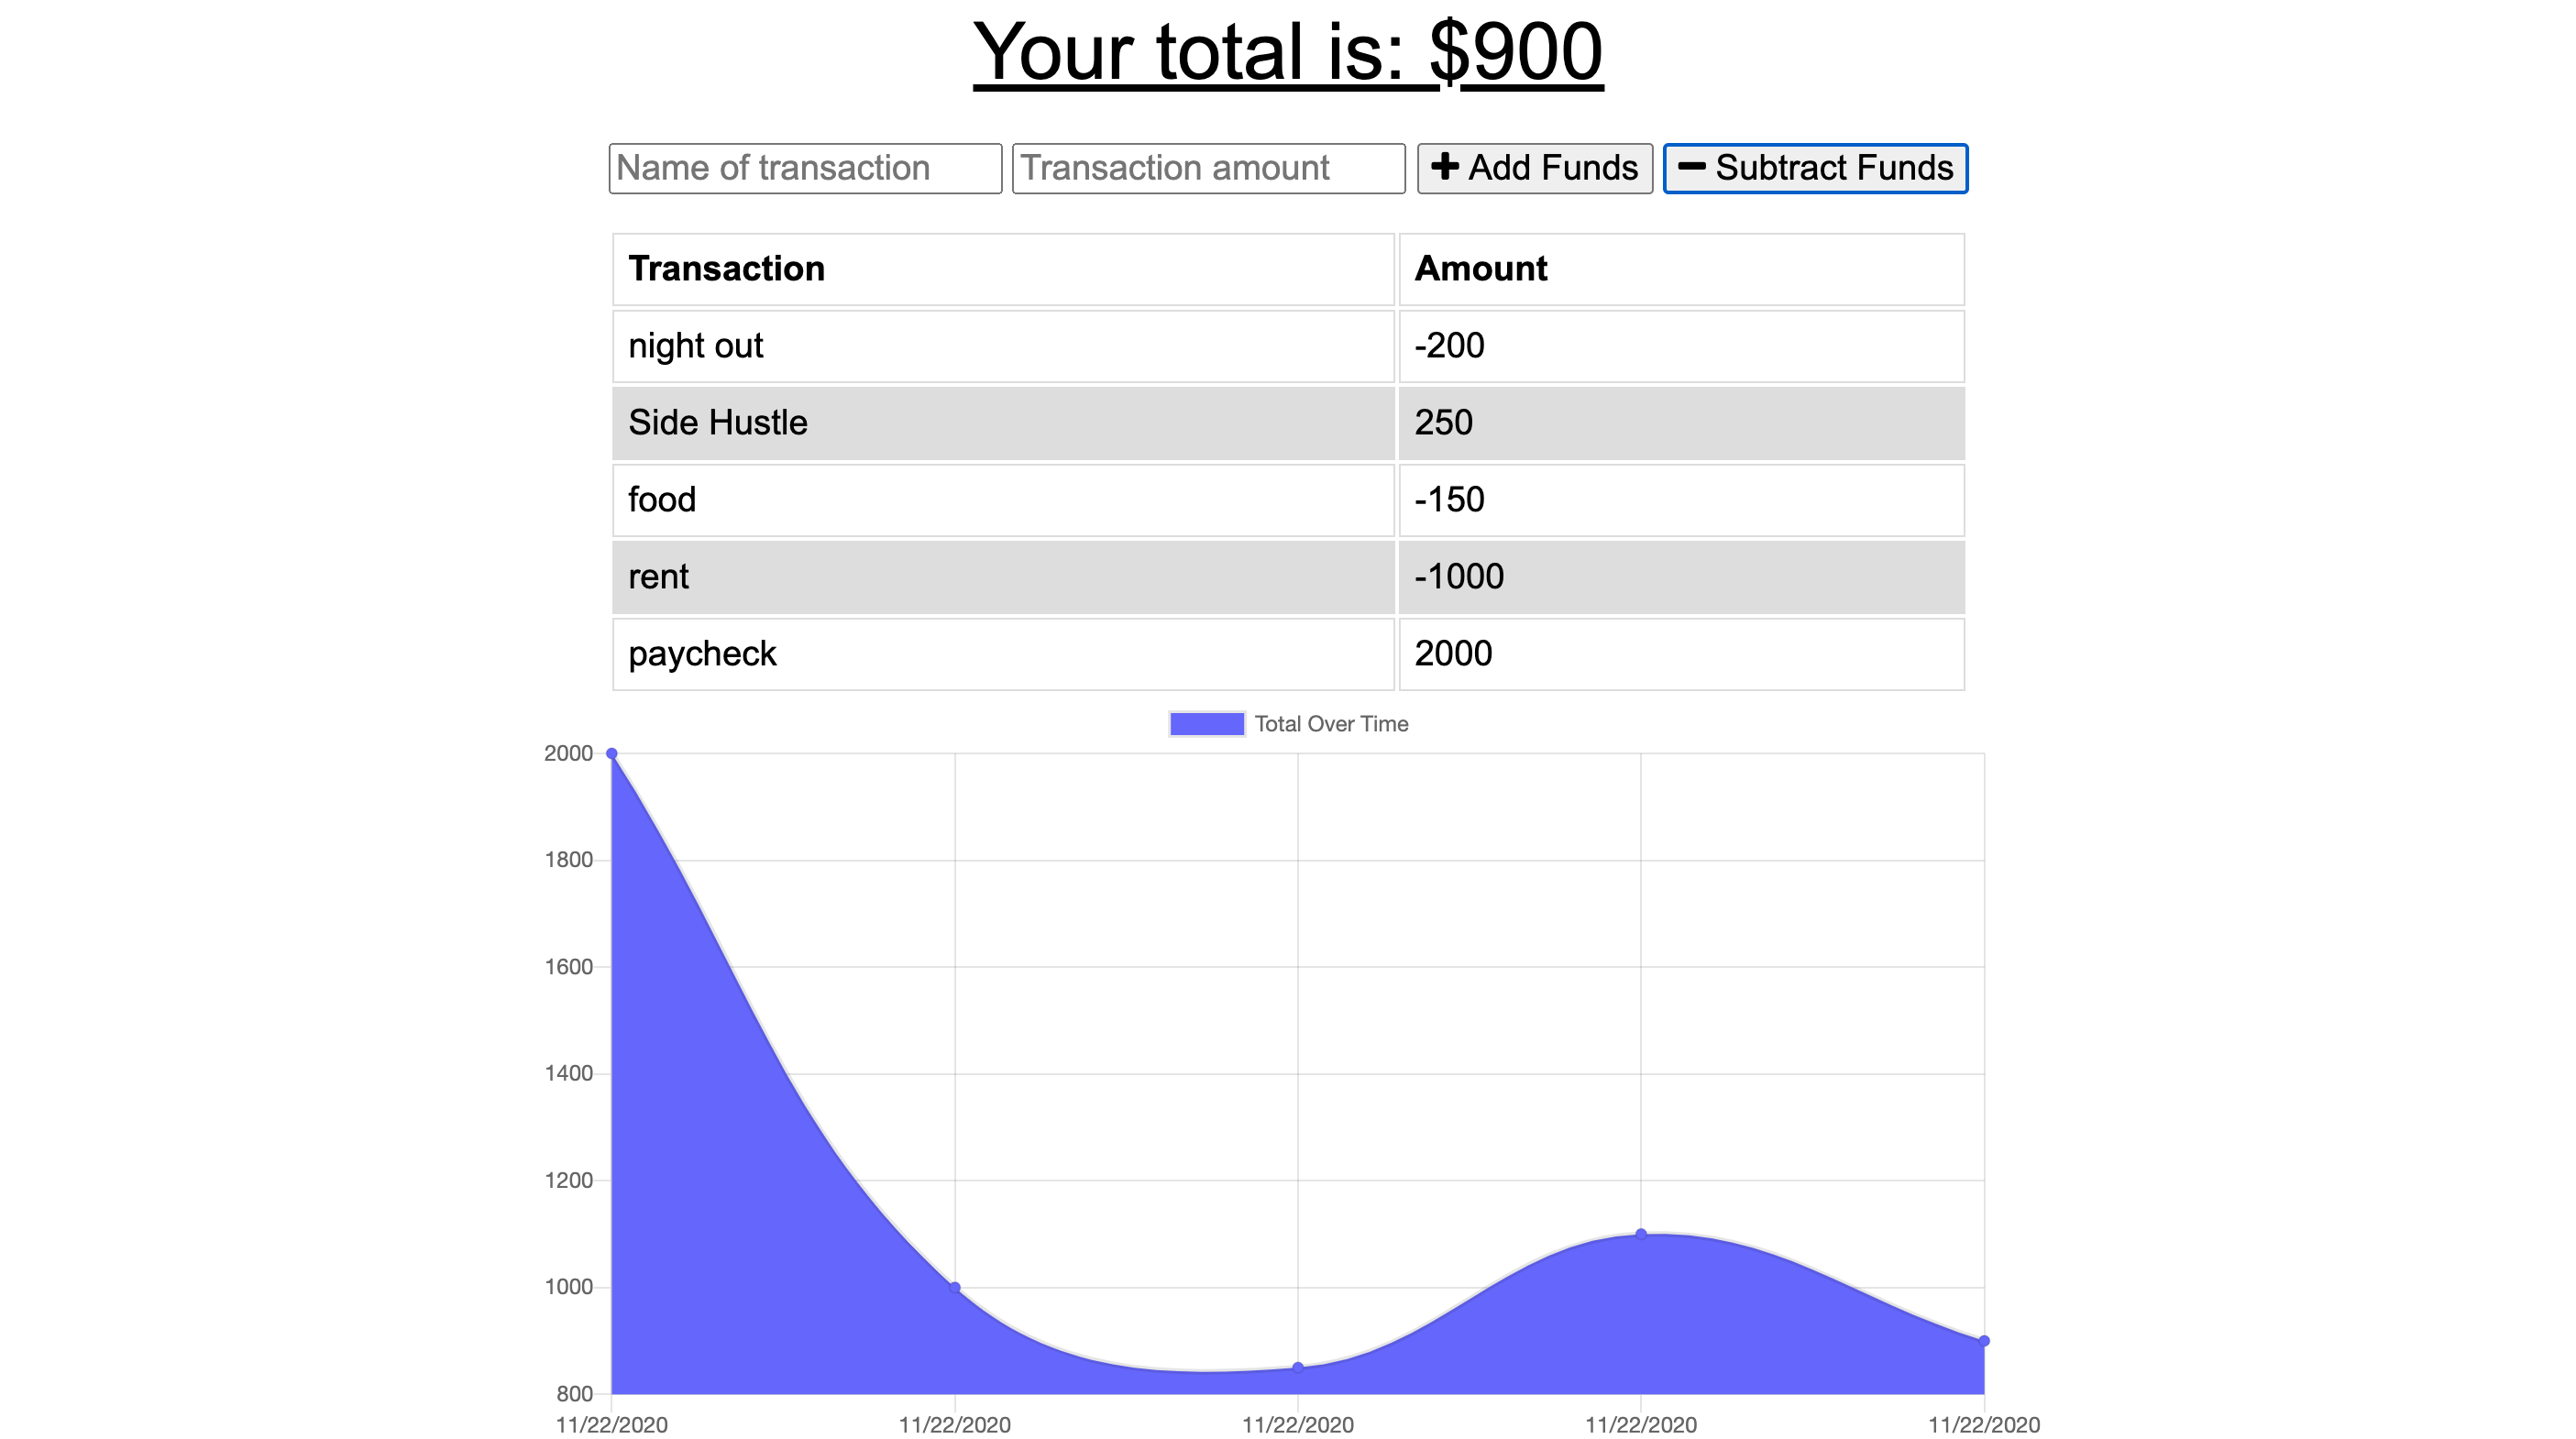 Your total is: $900
Name of transaction Transaction amount + Add Funds − Subtract Funds
Transaction Amount
night out -200
Side Hustle 250
food -150
rent -1000
paycheck 2000
Total Over Time
2000
1800
1600
1400
1200
1000
800
11/22/2020 11/22/2020 11/22/2020 11/22/2020 11/22/2020